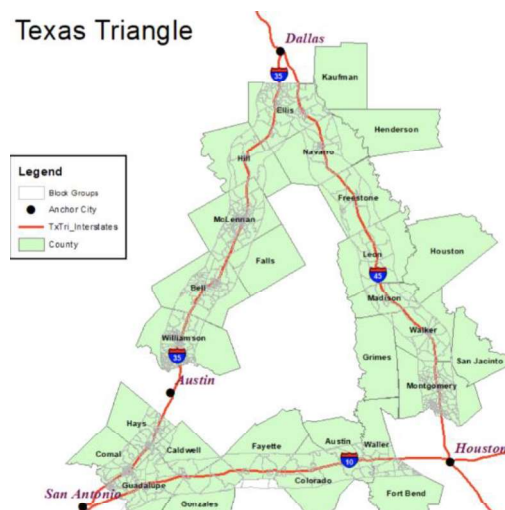 Texas Triangle
Dallas
35
Kaufman
Ellis
Henderson
Navarro
Hill
Legend
Block Groups
Anchor City
TxTri_Interstates
County
Freestone
McLennan
Houston
Falls
Leon
45
Bell
Madison
Walker
Williamson
35
Grimes
San Jacinto
Austin
Montgomery
Hays
Caldwell
Fayette
Austin
Waller
Comal
Houston
10
Guadalupe
Colorado
San Antonio
Fort Bend
Gonzales